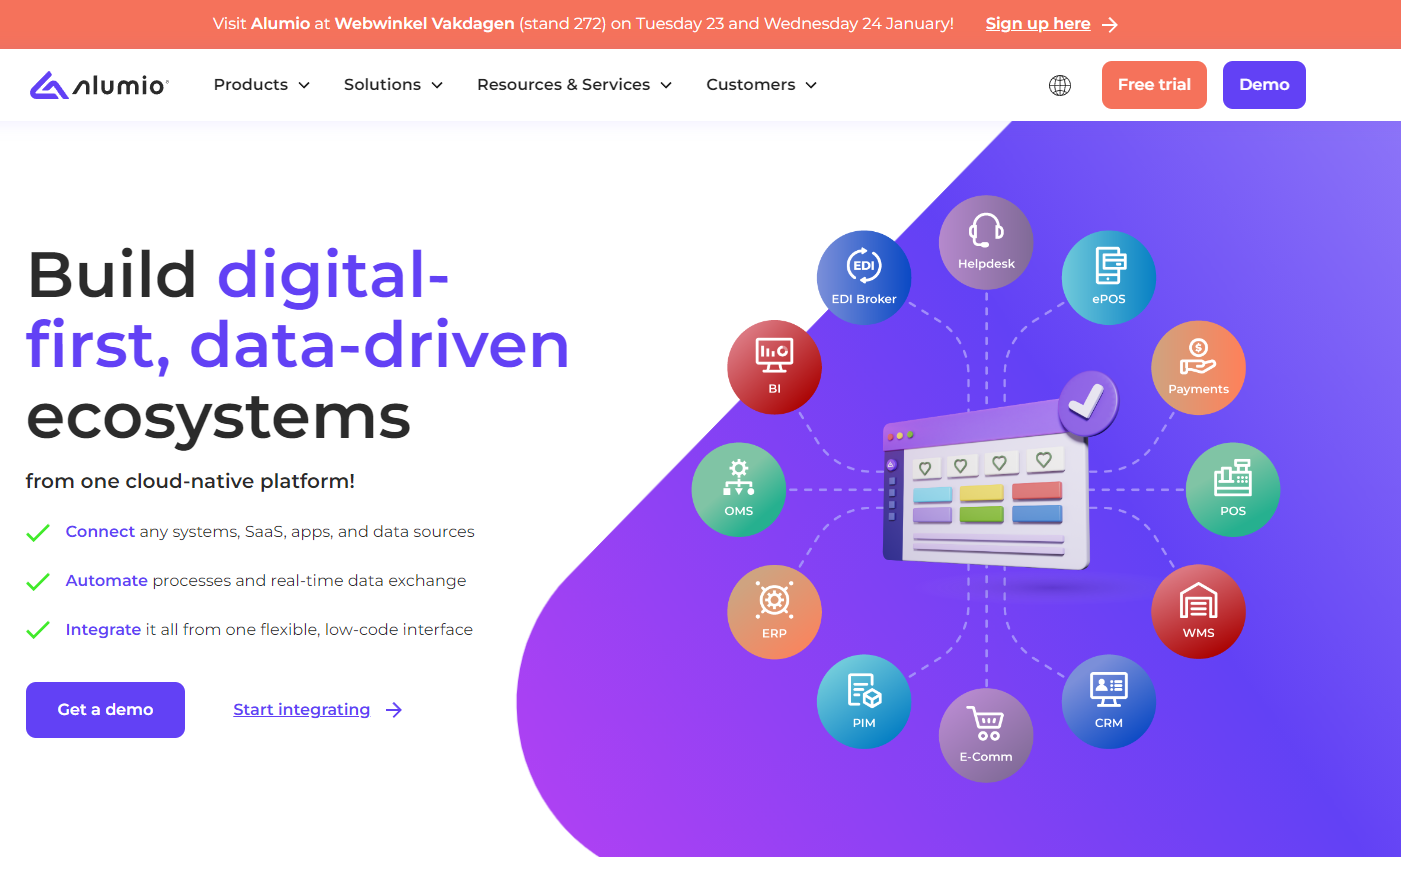 Visit Alumio at Webwinkel Vakdagen (stand 272) on Tuesday 23 and Wednesday 24 January! Sign up here
alumio
Products Solutions Resources & Services Customers Free trial Demo
Build digital-
first, data-driven
ecosystems
from one cloud-native platform!
Connect any systems, SaaS, apps, and data sources
Automate processes and real-time data exchange
Integrate it all from one flexible, low-code interface
Get a demo Start integrating
Helpdesk
EDI
EDI Broker
ePOS
BI
$
Payments
OMS
POS
ERP
WMS
PIM
CRM
E-Comm